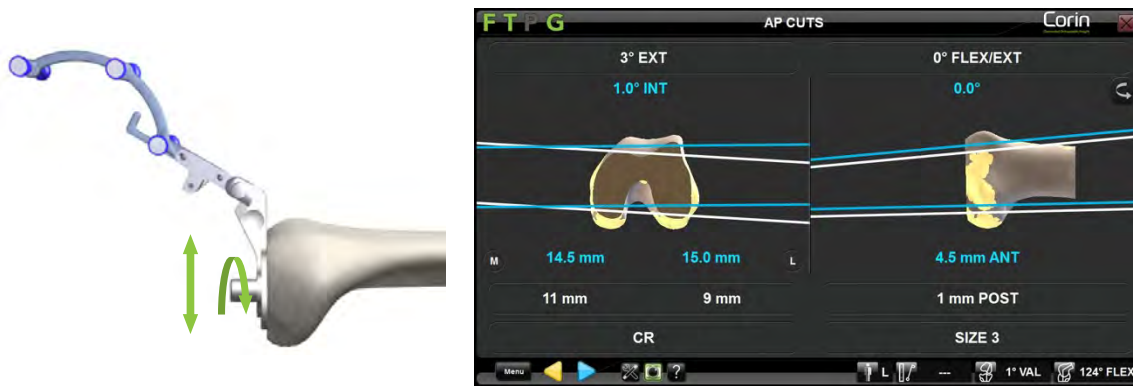 FTPG AP CUTS Corin
3° EXT 0° FLEX/EXT
1.0° INT 0.0°
M 14.5 mm 15.0 mm L 4.5 mm ANT
11 mm 9 mm 1 mm POST
CR SIZE 3
Menu ? L --- 1° VAL 124° FLEX